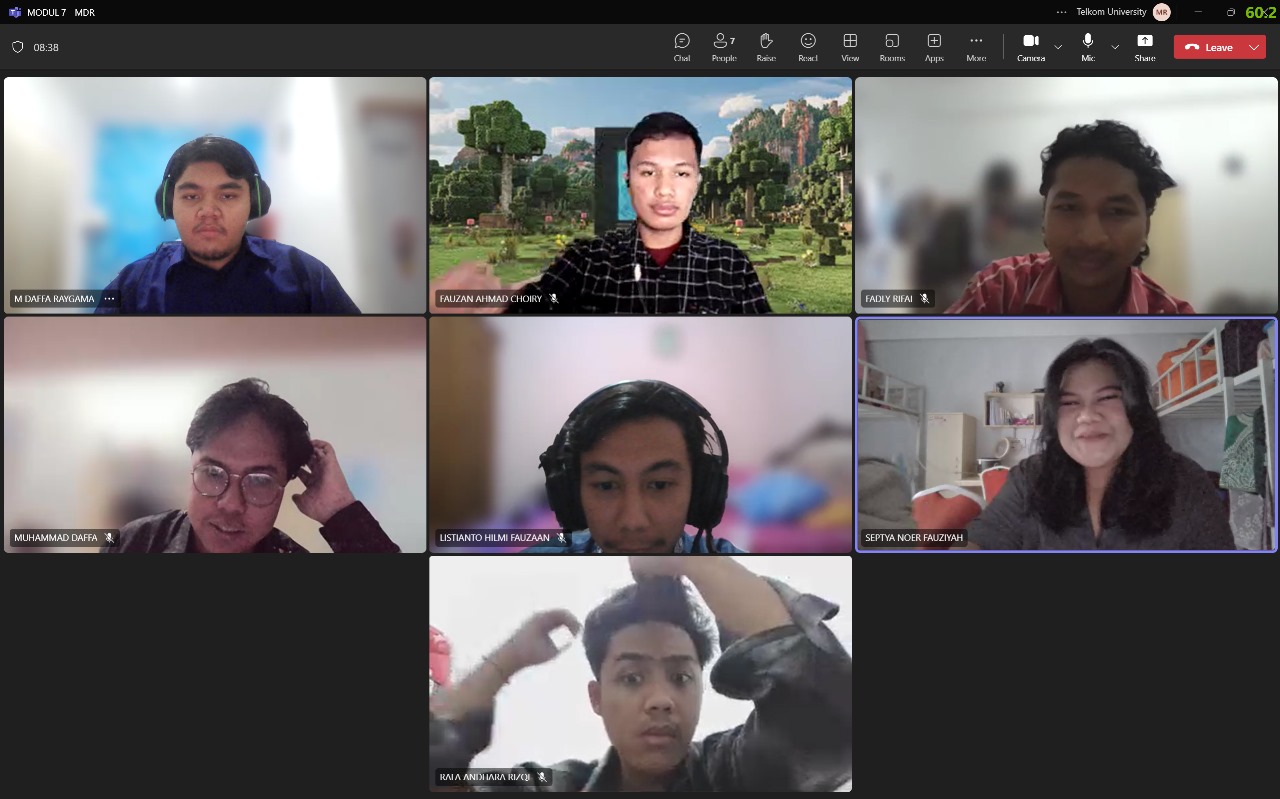 MODUL 7 MDR
Telkom University MR
60.2
08:38
7
Chat People Raise React View Rooms Apps More Camera Mic Share Leave
M DAFFA RAYGAMA
FAUZAN AHMAD CHOIRY
FADLY RIFAI
MUHAMMAD DAFFA
LISTIANTO HILMI FAUZAAN
SEPTYA NOER FAUZIYAH
RAFA ANDHARA RIZQI